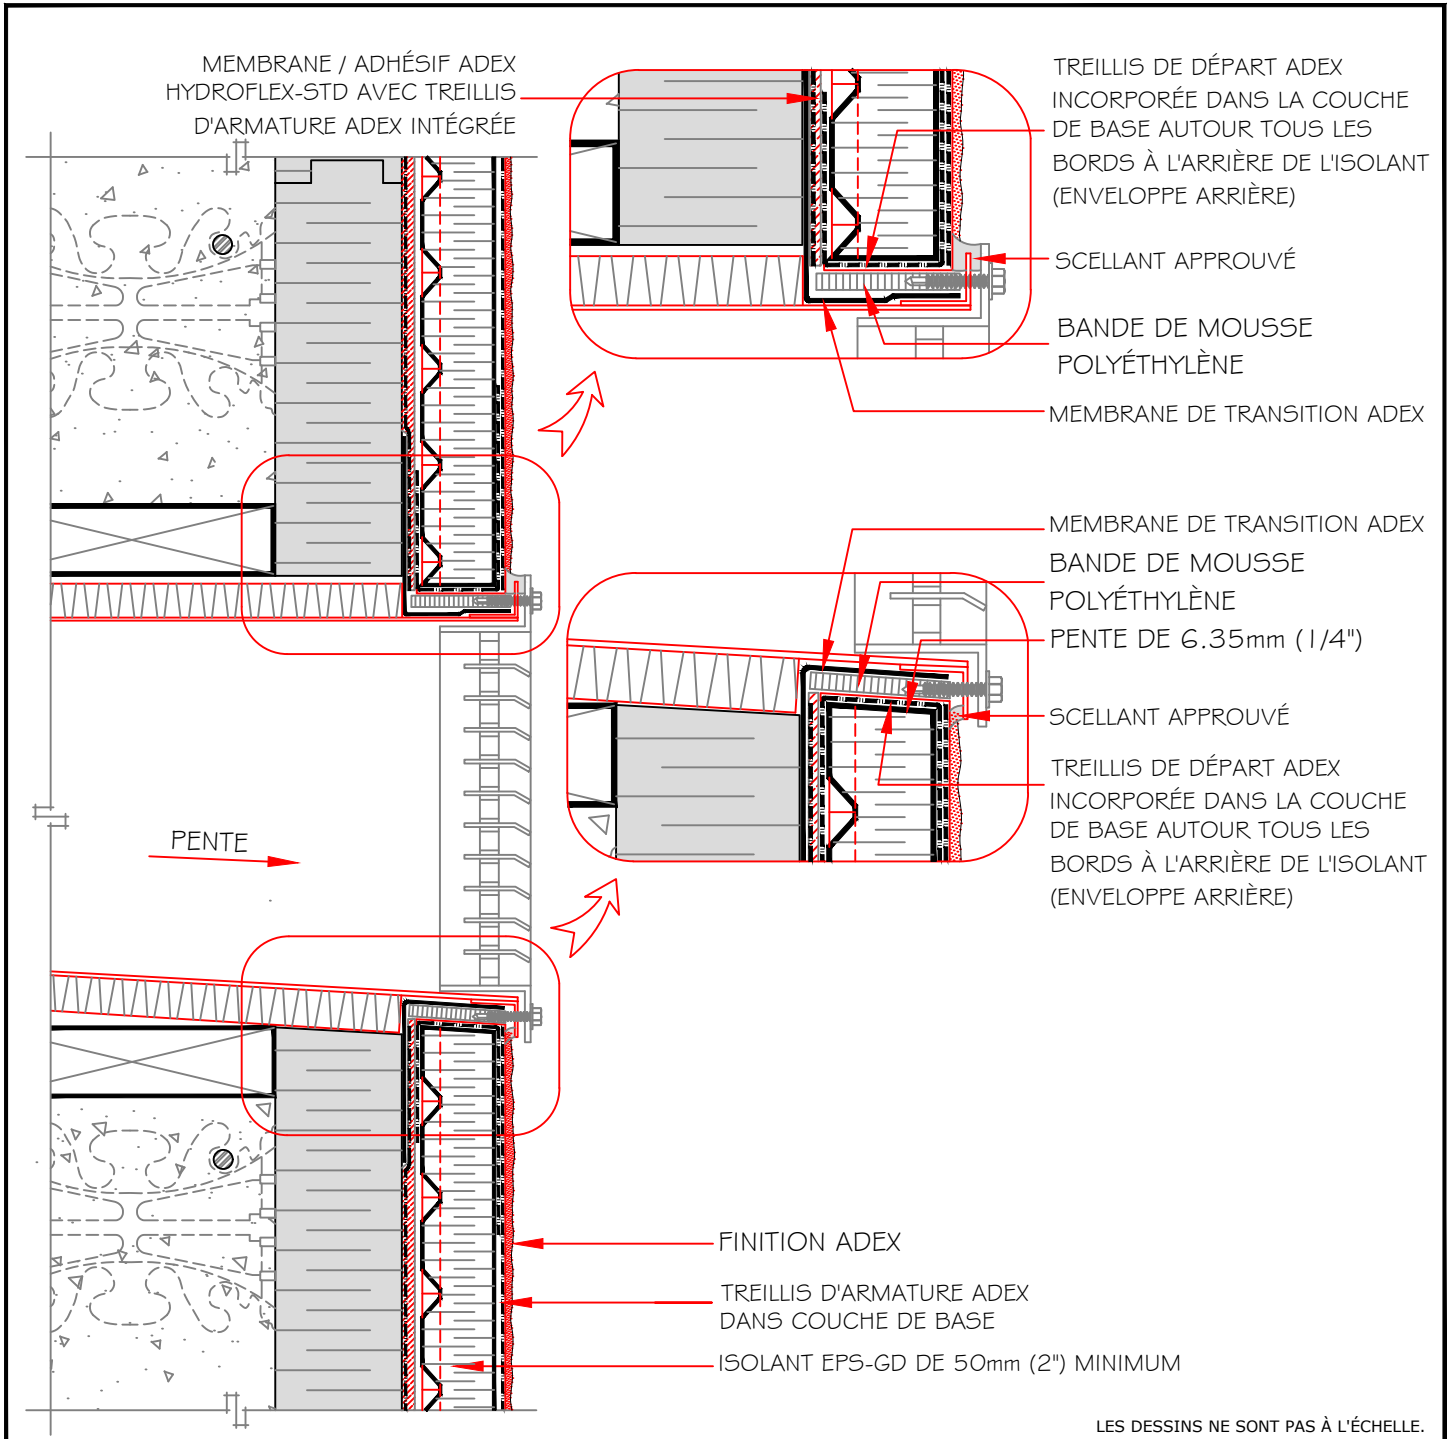 MEMBRANE / ADHÉSIF ADEX
HYDROFLEX-STD AVEC TREILLIS
D'ARMATURE ADEX INTÉGRÉE
TREILLIS DE DÉPART ADEX
INCORPORÉE DANS LA COUCHE
DE BASE AUTOUR TOUS LES
BORDS À L'ARRIÈRE DE L'ISOLANT
(ENVELOPPE ARRIÈRE)
SCELLANT APPROUVÉ
BANDE DE MOUSSE
POLYÉTHYLÈNE
MEMBRANE DE TRANSITION ADEX
MEMBRANE DE TRANSITION ADEX
BANDE DE MOUSSE
POLYÉTHYLÈNE
PENTE DE 6.35mm (1/4")
SCELLANT APPROUVÉ
TREILLIS DE DÉPART ADEX
INCORPORÉE DANS LA COUCHE
DE BASE AUTOUR TOUS LES
BORDS À L'ARRIÈRE DE L'ISOLANT
(ENVELOPPE ARRIÈRE)
PENTE
FINITION ADEX
TREILLIS D'ARMATURE ADEX
DANS COUCHE DE BASE
ISOLANT EPS-GD DE 50mm (2") MINIMUM
LES DESSINS NE SONT PAS À L'ÉCHELLE.